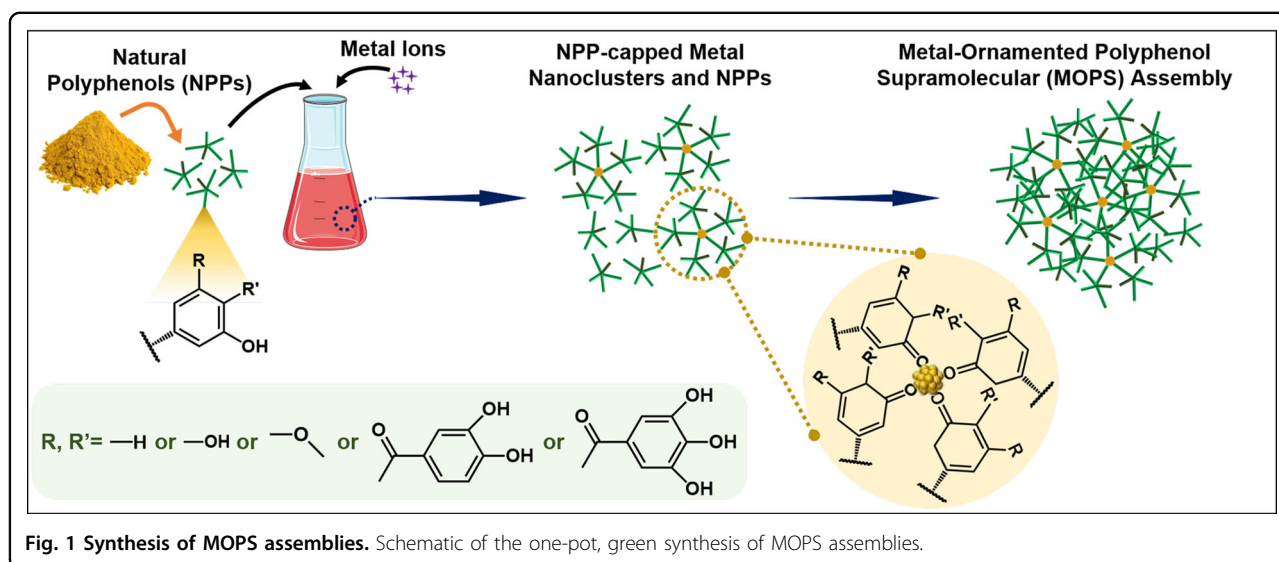 Natural
Polyphenols (NPPs)
Metal Ions
NPP-capped Metal
Nanoclusters and NPPs
Metal-Ornamented Polyphenol
Supramolecular (MOPS) Assembly
R
R'
OH
R
R'
R'
R
O
O
R'
R
O
O
R'
R
R, R'= —H or —OH or —O or
O
OH
OH
or
O
OH
OH
OH
Fig. 1 Synthesis of MOPS assemblies. Schematic of the one-pot, green synthesis of MOPS assemblies.